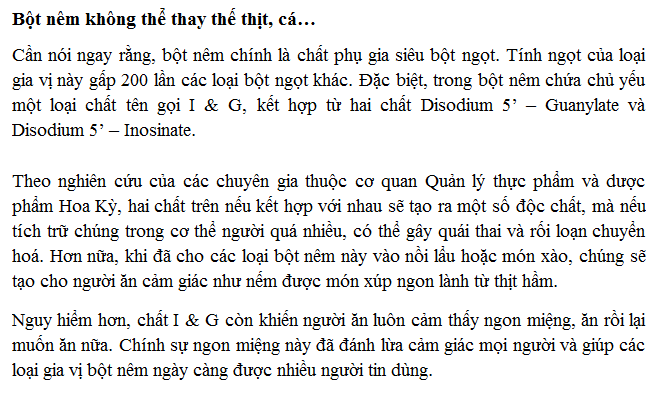 Bột nêm không thể thay thế thịt, cá…
Cần nói ngay rằng, bột nêm chính là chất phụ gia siêu bột ngọt. Tính ngọt của loại
gia vị này gấp 200 lần các loại bột ngọt khác. Đặc biệt, trong bột nêm chứa chủ yếu
một loại chất tên gọi I & G, kết hợp từ hai chất Disodium 5’ – Guanylate và
Disodium 5’ – Inosinate.
Theo nghiên cứu của các chuyên gia thuộc cơ quan Quản lý thực phẩm và dược
phẩm Hoa Kỳ, hai chất trên nếu kết hợp với nhau sẽ tạo ra một số độc chất, mà nếu
tích trữ chúng trong cơ thể người quá nhiều, có thể gây quái thai và rối loạn chuyển
hoá. Hơn nữa, khi đã cho các loại bột nêm này vào nồi lẩu hoặc món xào, chúng sẽ
tạo cho người ăn cảm giác như nếm được món xúp ngon lành từ thịt hầm.
Nguy hiểm hơn, chất I & G còn khiến người ăn luôn cảm thấy ngon miệng, ăn rồi lại
muốn ăn nữa. Chính sự ngon miệng này đã đánh lừa cảm giác mọi người và giúp các
loại gia vị bột nêm ngày càng được nhiều người tin dùng.